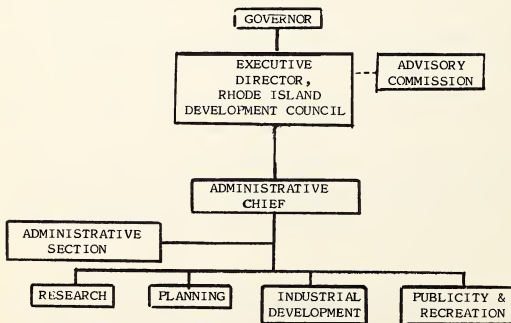 GOVERNOR
EXECUTIVE
DIRECTOR,
RHODE ISLAND
DEVELOPMENT COUNCIL
ADVISORY
COMMISSION
ADMINISTRATIVE
CHIEF
ADMINISTRATIVE
SECTION
RESEARCH
PLANNING
INDUSTRIAL
DEVELOPMENT
PUBLICITY &
RECREATION